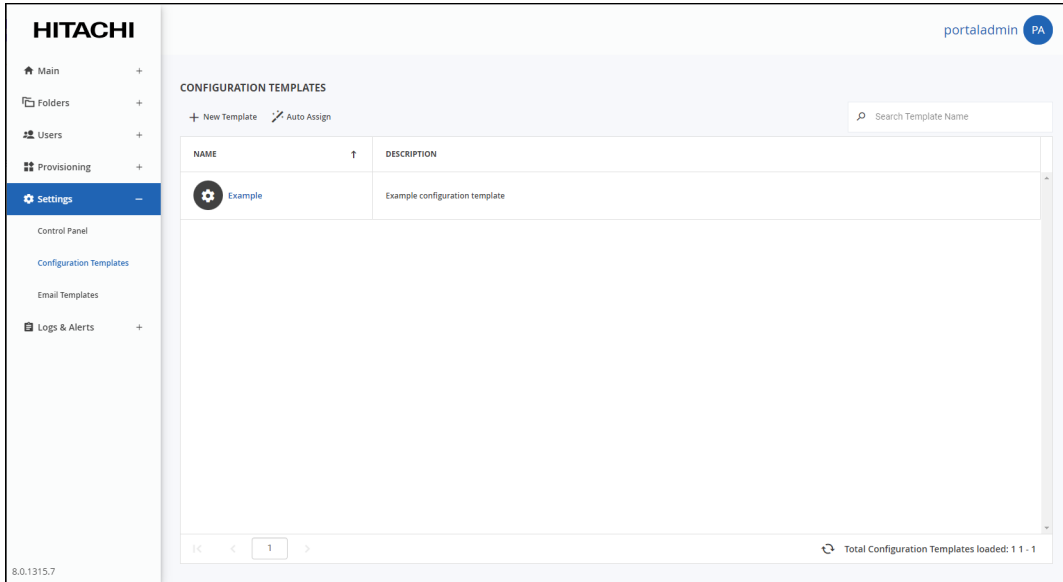 HITACHI
portaladmin PA
Main +
Folders +
Users +
Provisioning +
Settings −
Control Panel
Configuration Templates
Email Templates
Logs & Alerts +
8.0.1315.7
CONFIGURATION TEMPLATES
+ New Template Auto Assign
Search Template Name
NAME ↑ DESCRIPTION
Example Example configuration template
1
Total Configuration Templates loaded: 1 1 - 1